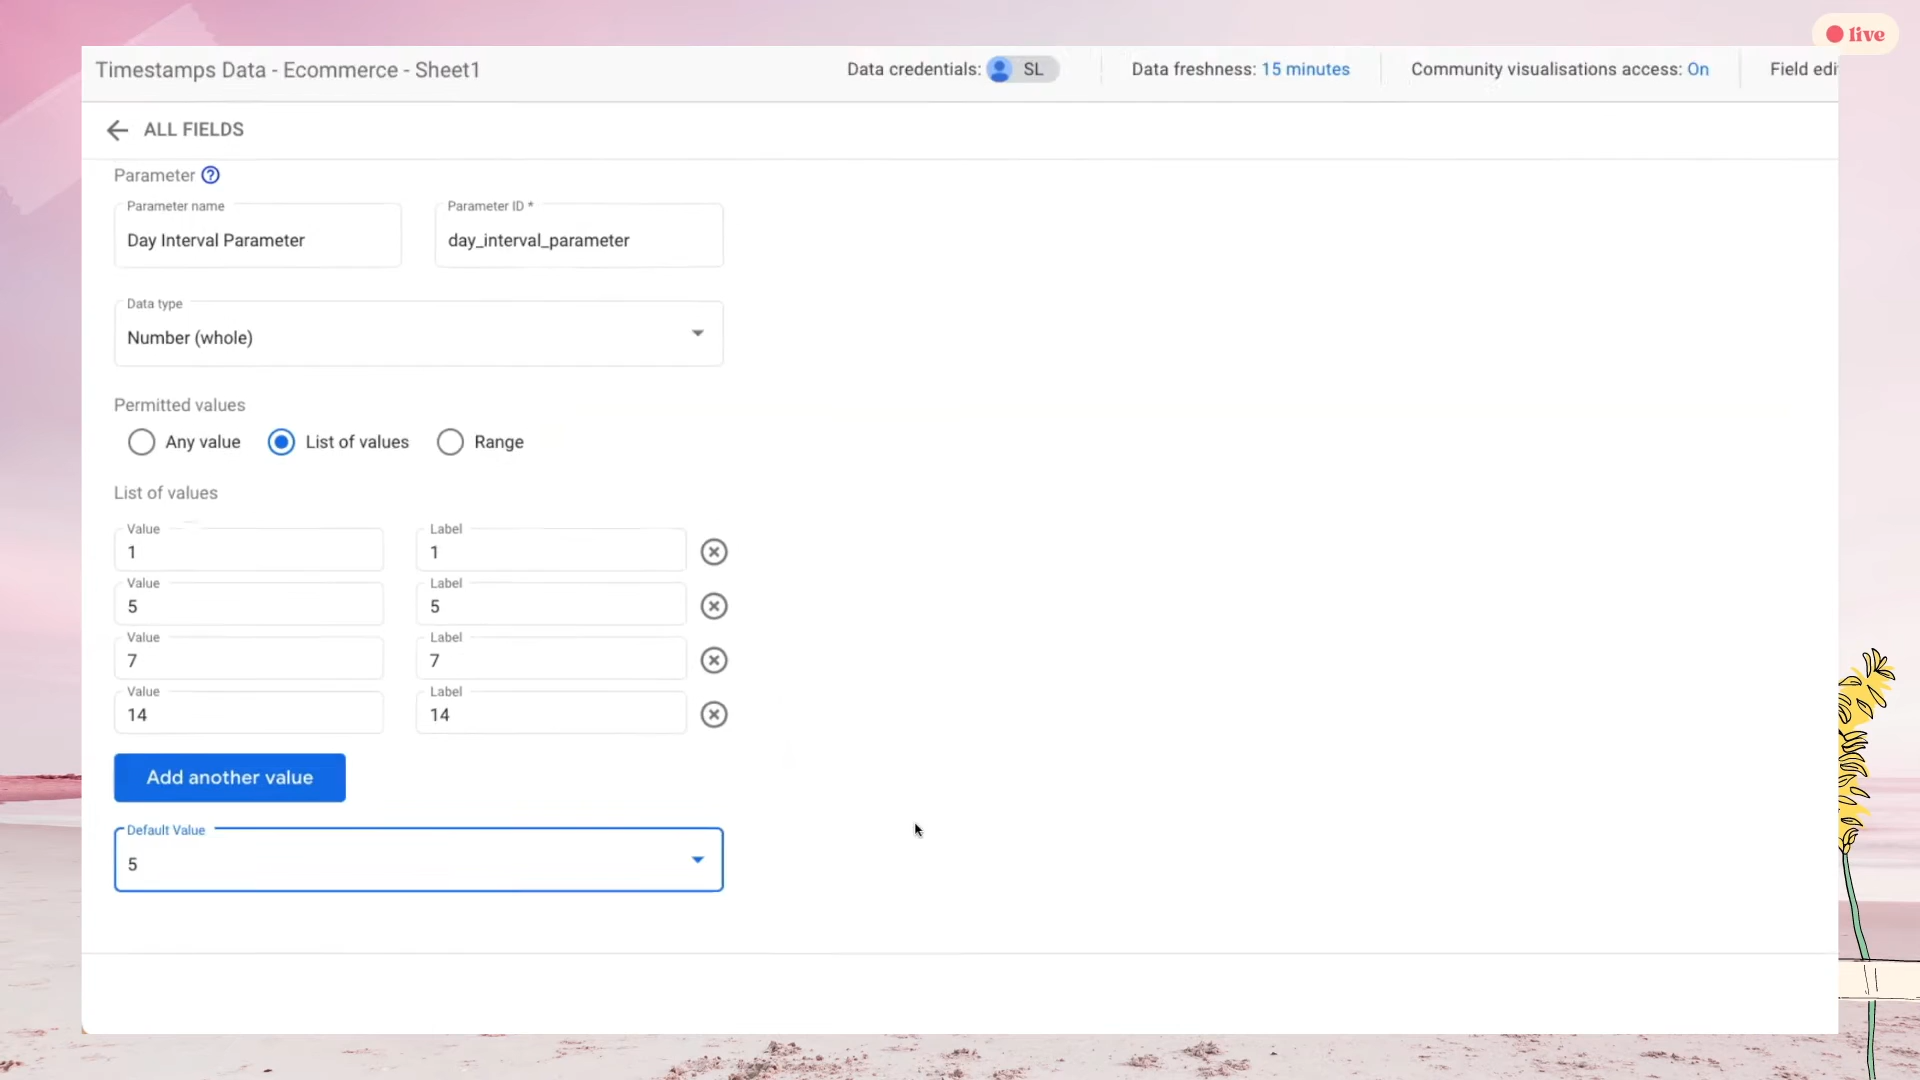 live
Timestamps Data - Ecommerce - Sheet1 Data credentials: SL Data freshness: 15 minutes Community visualisations access: On Field
ALL FIELDS
Parameter ?
Parameter name Parameter ID *
Day Interval Parameter day_interval_parameter
Data type
Number (whole)
Permitted values
Any value List of values Range
List of values
Value Label
1 1
Value Label
5 5
Value Label
7 7
Value Label
14 14
Add another value
Default Value
5